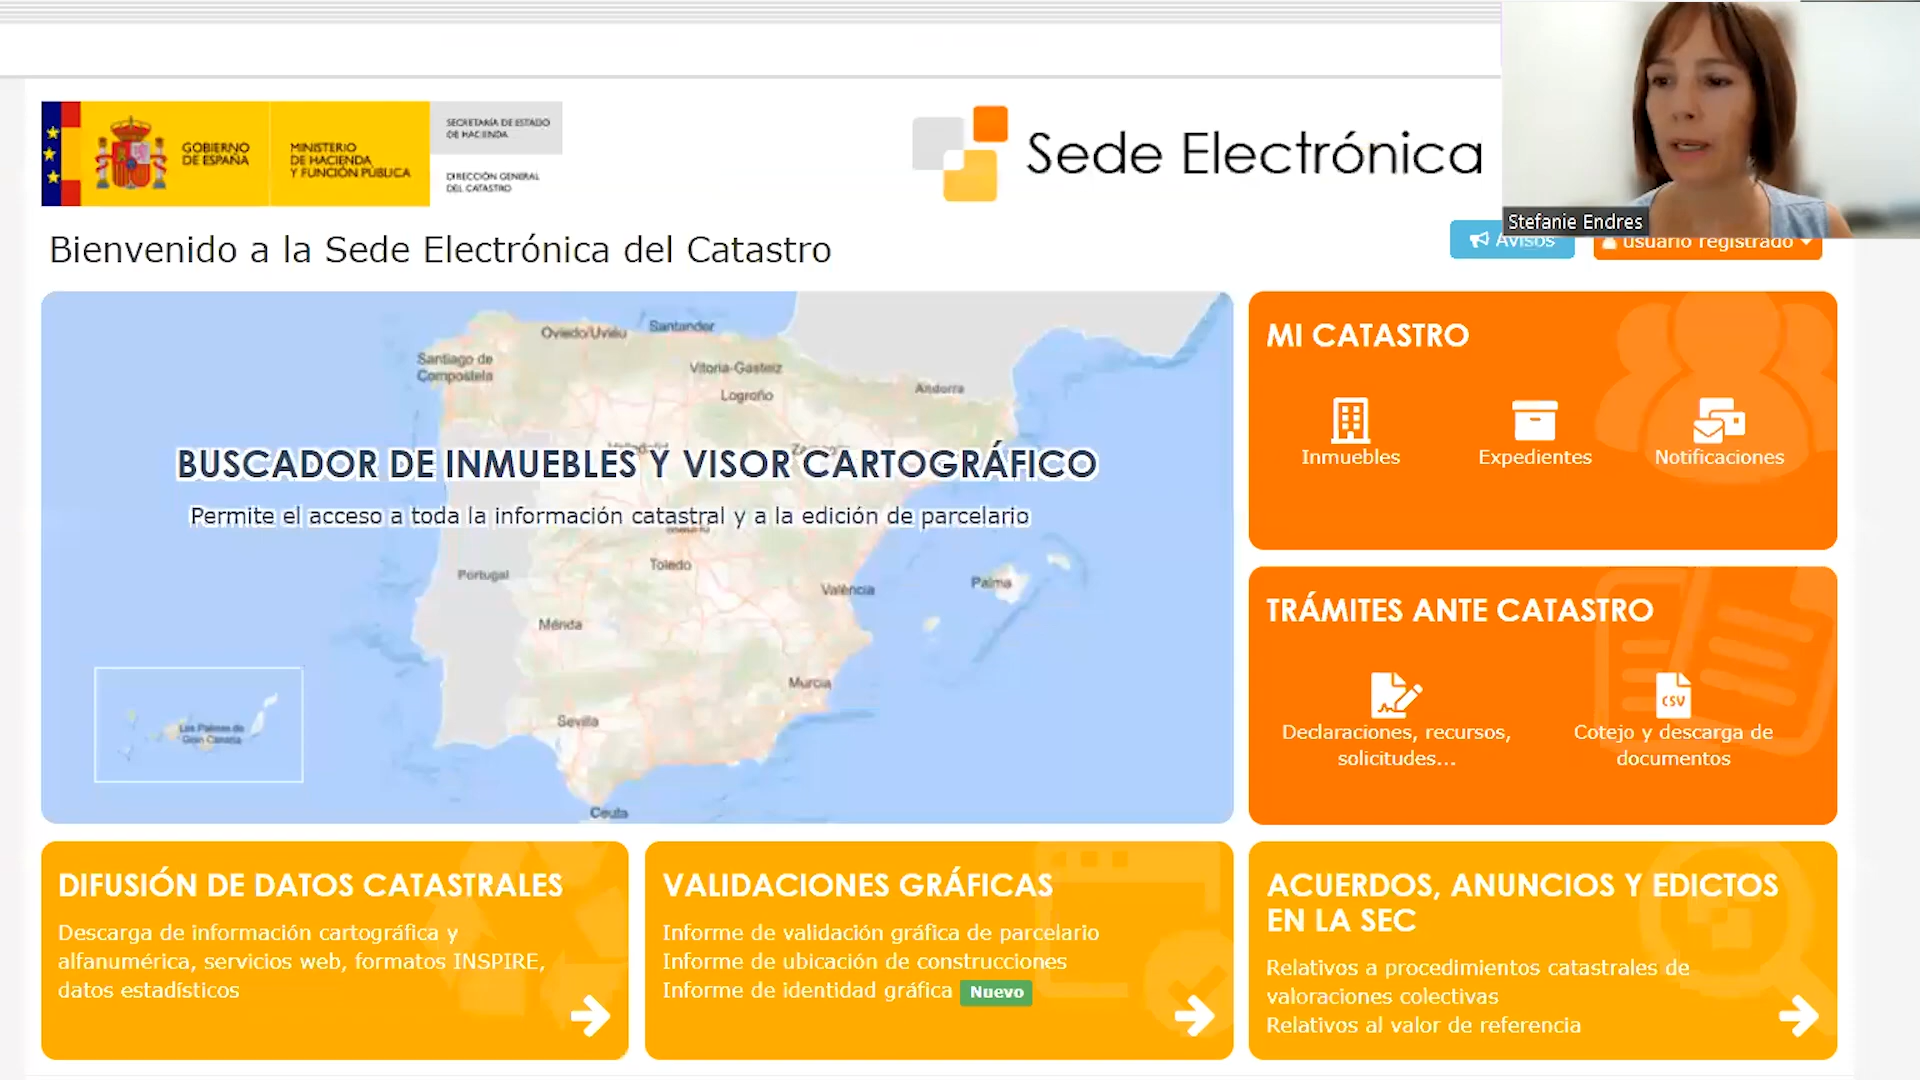 GOBIERNO
DE ESPAÑA
MINISTERIO
DE HACIENDA
Y FUNCIÓN PÚBLICA
SECRETARÍA DE ESTADO
DE HACIENDA
DIRECCIÓN GENERAL
DEL CATASTRO
Sede Electrónica
Stefanie Endres
Bienvenido a la Sede Electrónica del Catastro
Avisos
usuario registrado
Oviedo/Uviéu
Santander
Santiago de
Compostela
Vitoria-Gasteiz
Logroño
Andorra
BUSCADOR DE INMUEBLES Y VISOR CARTOGRÁFICO
Permite el acceso a toda la información catastral y a la edición de parcelario
Toledo
Portugal
València
Palma
Mérida
Murcia
Sevilla
Las Palmas de
Gran Canaria
Ceuta
MI CATASTRO
Inmuebles
Expedientes
Notificaciones
TRÁMITES ANTE CATASTRO
CSV
Declaraciones, recursos,
solicitudes...
Cotejo y descarga de
documentos
DIFUSIÓN DE DATOS CATASTRALES
Descarga de información cartográfica y
alfanumérica, servicios web, formatos INSPIRE,
datos estadísticos
VALIDACIONES GRÁFICAS
Informe de validación gráfica de parcelario
Informe de ubicación de construcciones
Informe de identidad gráfica Nuevo
ACUERDOS, ANUNCIOS Y EDICTOS
EN LA SEC
Relativos a procedimientos catastrales de
valoraciones colectivas
Relativos al valor de referencia